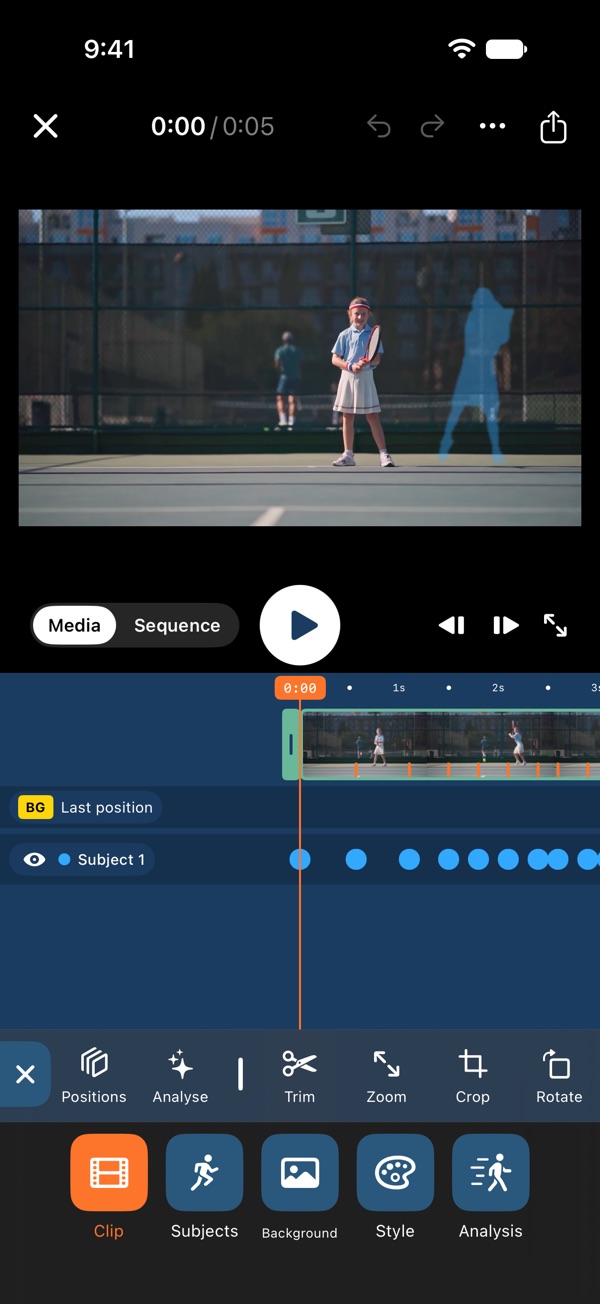 9:41
0:00 / 0:05
Media Sequence
0:00 1s 2s 3s
BG Last position
Subject 1
Positions Analyse Trim Zoom Crop Rotate
Clip Subjects Background Style Analysis